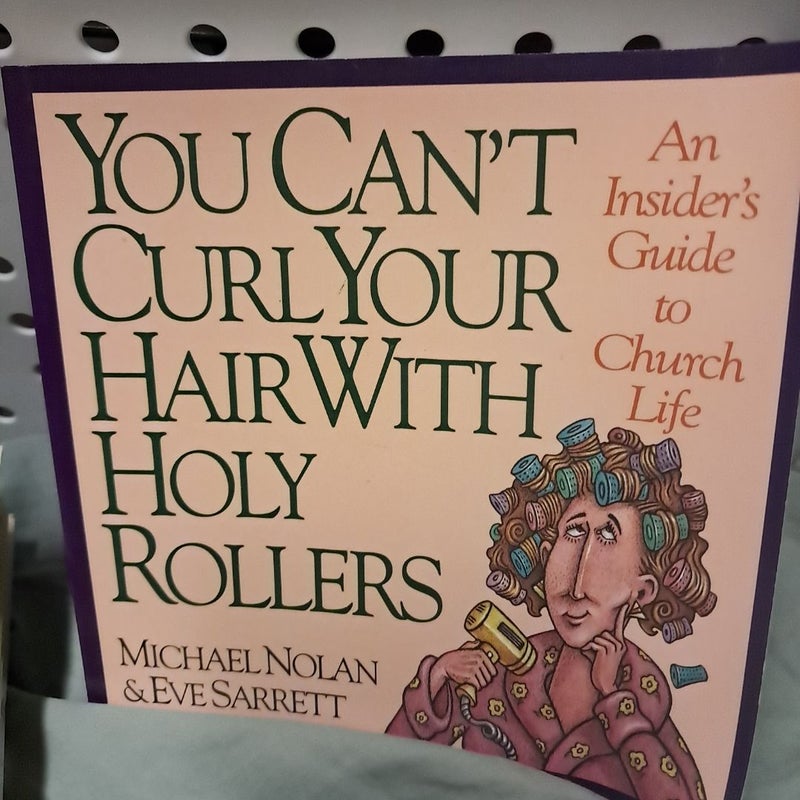 YOU CAN'T
CURL YOUR
HAIR WITH
HOLY
ROLLERS
An
Insider's
Guide
to
Church
Life
MICHAEL NOLAN
& EVE SARRETT